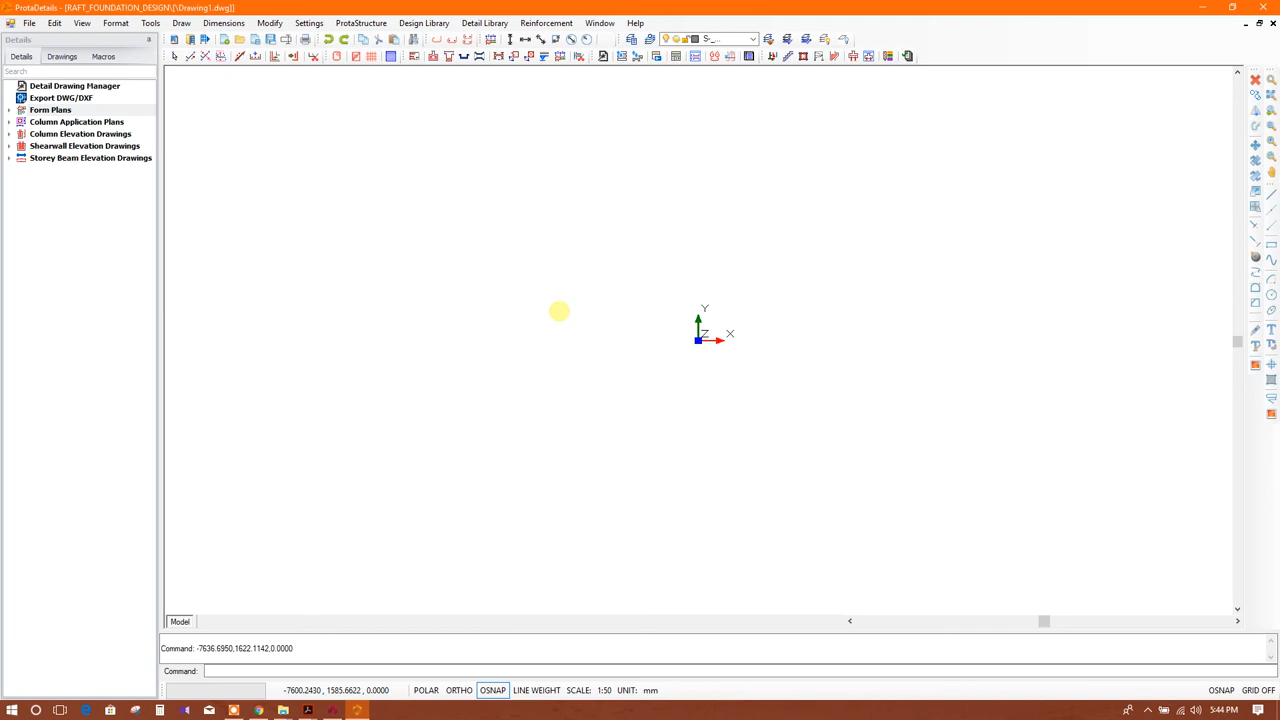 ProtaDetails - [RAFT_FOUNDATION_DESIGN\[\Drawing1.dwg]]
File Edit View Format Tools Draw Dimensions Modify Settings ProtaStructure Design Library Detail Library Reinforcement Window Help
S-_...
Details
Details Drawings Macros
Search
Detail Drawing Manager
Export DWG/DXF
Form Plans
Column Application Plans
Column Elevation Drawings
Shearwall Elevation Drawings
Storey Beam Elevation Drawings
Y
Z X
Model
Command: -7636.6950,1622.1142,0.0000
Command:
-7600.2430 , 1585.6622 , 0.0000 POLAR ORTHO OSNAP LINE WEIGHT SCALE: 1:50 UNIT: mm OSNAP GRID OFF
5:44 PM